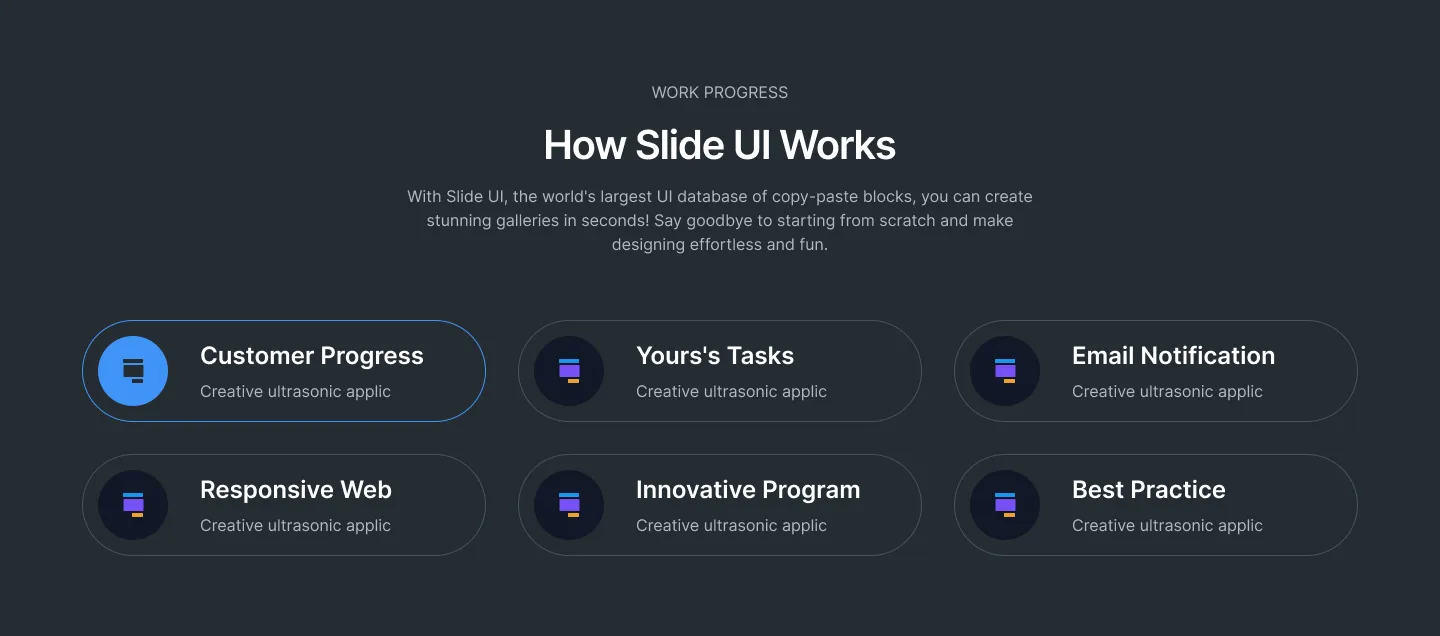 WORK PROGRESS
How Slide UI Works
With Slide UI, the world's largest UI database of copy-paste blocks, you can create
stunning galleries in seconds! Say goodbye to starting from scratch and make
designing effortless and fun.
Customer Progress
Creative ultrasonic applic
Yours's Tasks
Creative ultrasonic applic
Email Notification
Creative ultrasonic applic
Responsive Web
Creative ultrasonic applic
Innovative Program
Creative ultrasonic applic
Best Practice
Creative ultrasonic applic